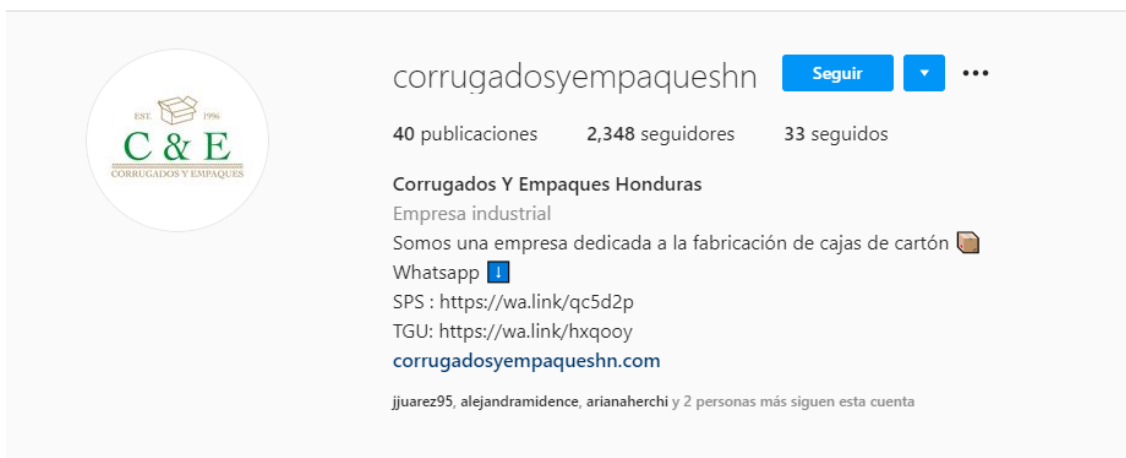 EST. 1996
C & E
CORRUGADOS Y EMPAQUES
corrugadosyempaqueshn Seguir
40 publicaciones 2,348 seguidores 33 seguidos
Corrugados Y Empaques Honduras
Empresa industrial
Somos una empresa dedicada a la fabricación de cajas de cartón 📦
Whatsapp ⬇️
SPS : https://wa.link/qc5d2p
TGU: https://wa.link/hxqooy
corrugadosyempaqueshn.com
jjuarez95, alejandramidence, arianaherchi y 2 personas más siguen esta cuenta